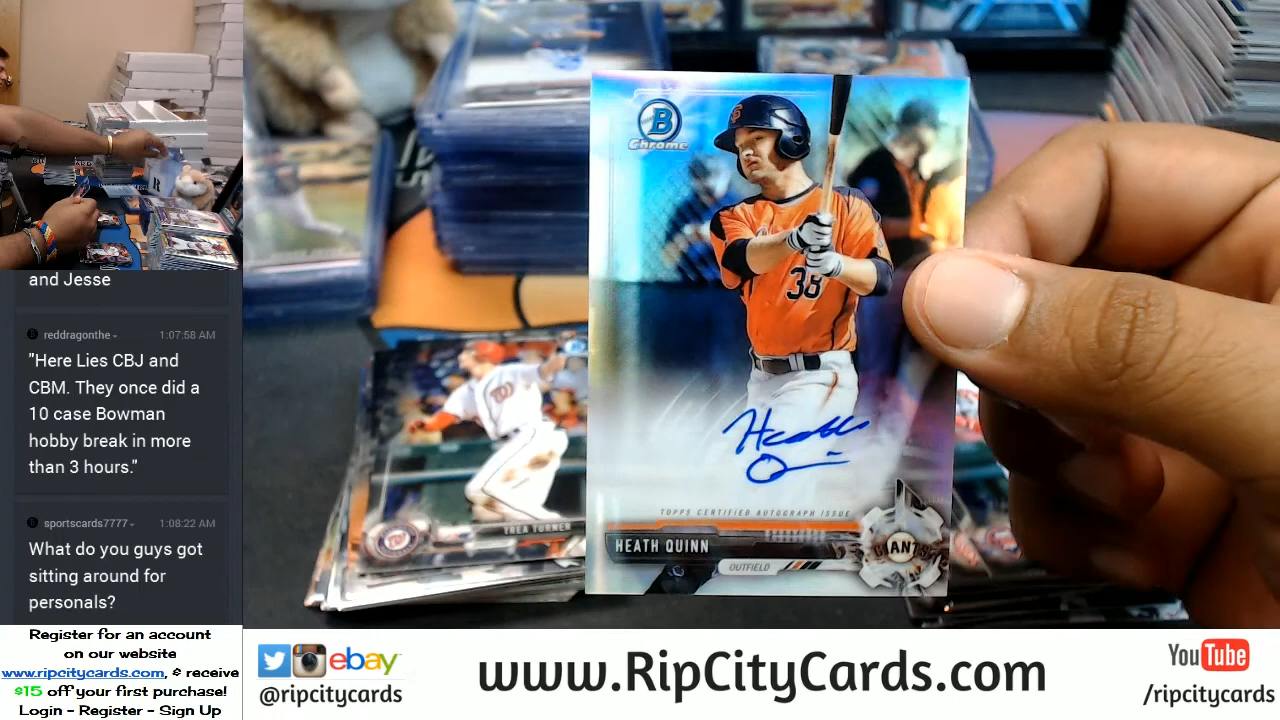 and Jesse
reddragonthe
1:07:58 AM
"Here Lies CBJ and
CBM. They once did a
10 case Bowman
hobby break in more
than 3 hours."
sportscards7777
1:08:22 AM
What do you guys got
sitting around for
personals?
Register for an account
on our website
www.ripcitycards.com, & receive
$15 off your first purchase!
Login - Register - Sign Up
B
Chrome
38
Heath
Quinn
TOPPS CERTIFIED AUTOGRAPH ISSUE
HEATH QUINN
OUTFIELD
GIANTS
TREA TURNER
ebay
@ripcitycards
www.RipCityCards.com
YouTube
/ripcitycards